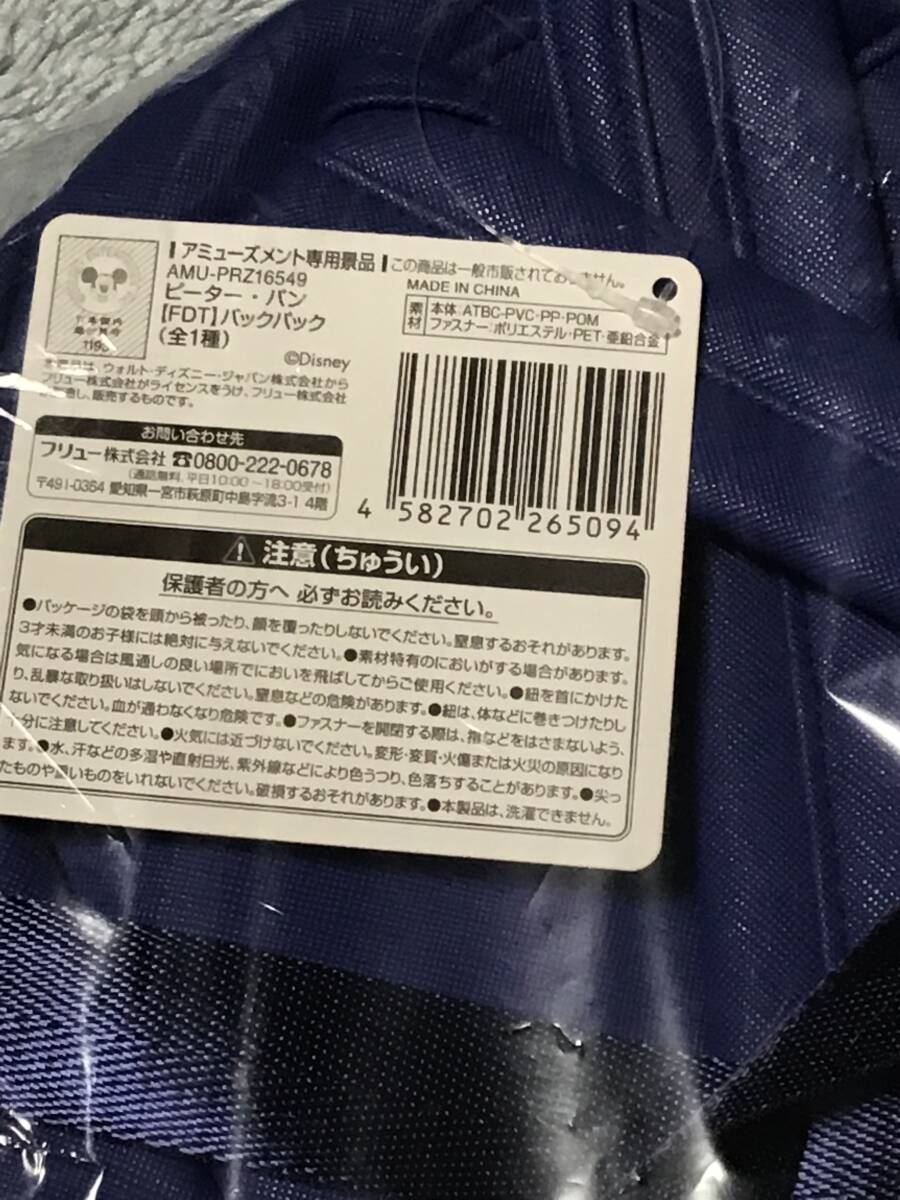 アミューズメント専用景品
AMU-PRZ16549
ピーター・パン
【FDT】バックパック
(全1種)
©Disney
この商品は一般市販されておりません。
MADE IN CHINA
素材
本体:ATBC-PVC・PP・POM
ファスナー:ポリエステル・PET・亜鉛合金
日本国内
1195
本商品は、ウォルト・ディズニー・ジャパン株式会社から
フリュー株式会社がライセンスをうけ、フリュー株式会社
が製造し、販売するものです。
お問い合わせ先
フリュー株式会社 ☎0800-222-0678
(通話無料、平日10:00~18:00受付)
〒491-0364 愛知県一宮市萩原町中島字流3-1 4階
4 582702 265094
注意(ちゅうい)
保護者の方へ 必ずお読みください。
●パッケージの袋を頭から被ったり、顔を覆ったりしないでください。窒息するおそれがあります。
3才未満のお子様には絶対に与えないでください。●素材特有のにおいがする場合があります。
気になる場合は風通しの良い場所でにおいを飛ばしてからご使用ください。●紐を首にかけた
り、乱暴な取り扱いはしないでください。窒息などの危険があります。●紐は、体などに巻きつけたりし
ないでください。血が通わなくなり危険です。●ファスナーを開閉する際は、指などをはさまないよう、
十分に注意してください。●火気には近づけないでください。変形・変質・火傷または火災の原因になり
ます。●水、汗などの多湿や直射日光、紫外線などにより色うつり、色落ちすることがあります。●尖っ
たものや重いものをいれないでください。破損するおそれがあります。●本製品は、洗濯できません。